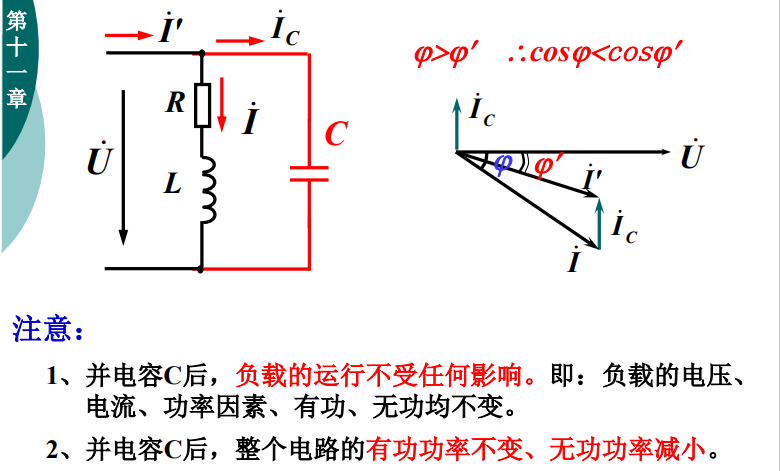 第十一章
İ' İC
φ>φ' ∴cosφ<cosφ'
R İ C
U̇ L
İC
φ φ' U̇
İ'
İC
İ
注意：
1、并电容C后，负载的运行不受任何影响。即：负载的电压、
电流、功率因素、有功、无功均不变。
2、并电容C后，整个电路的有功功率不变、无功功率减小。